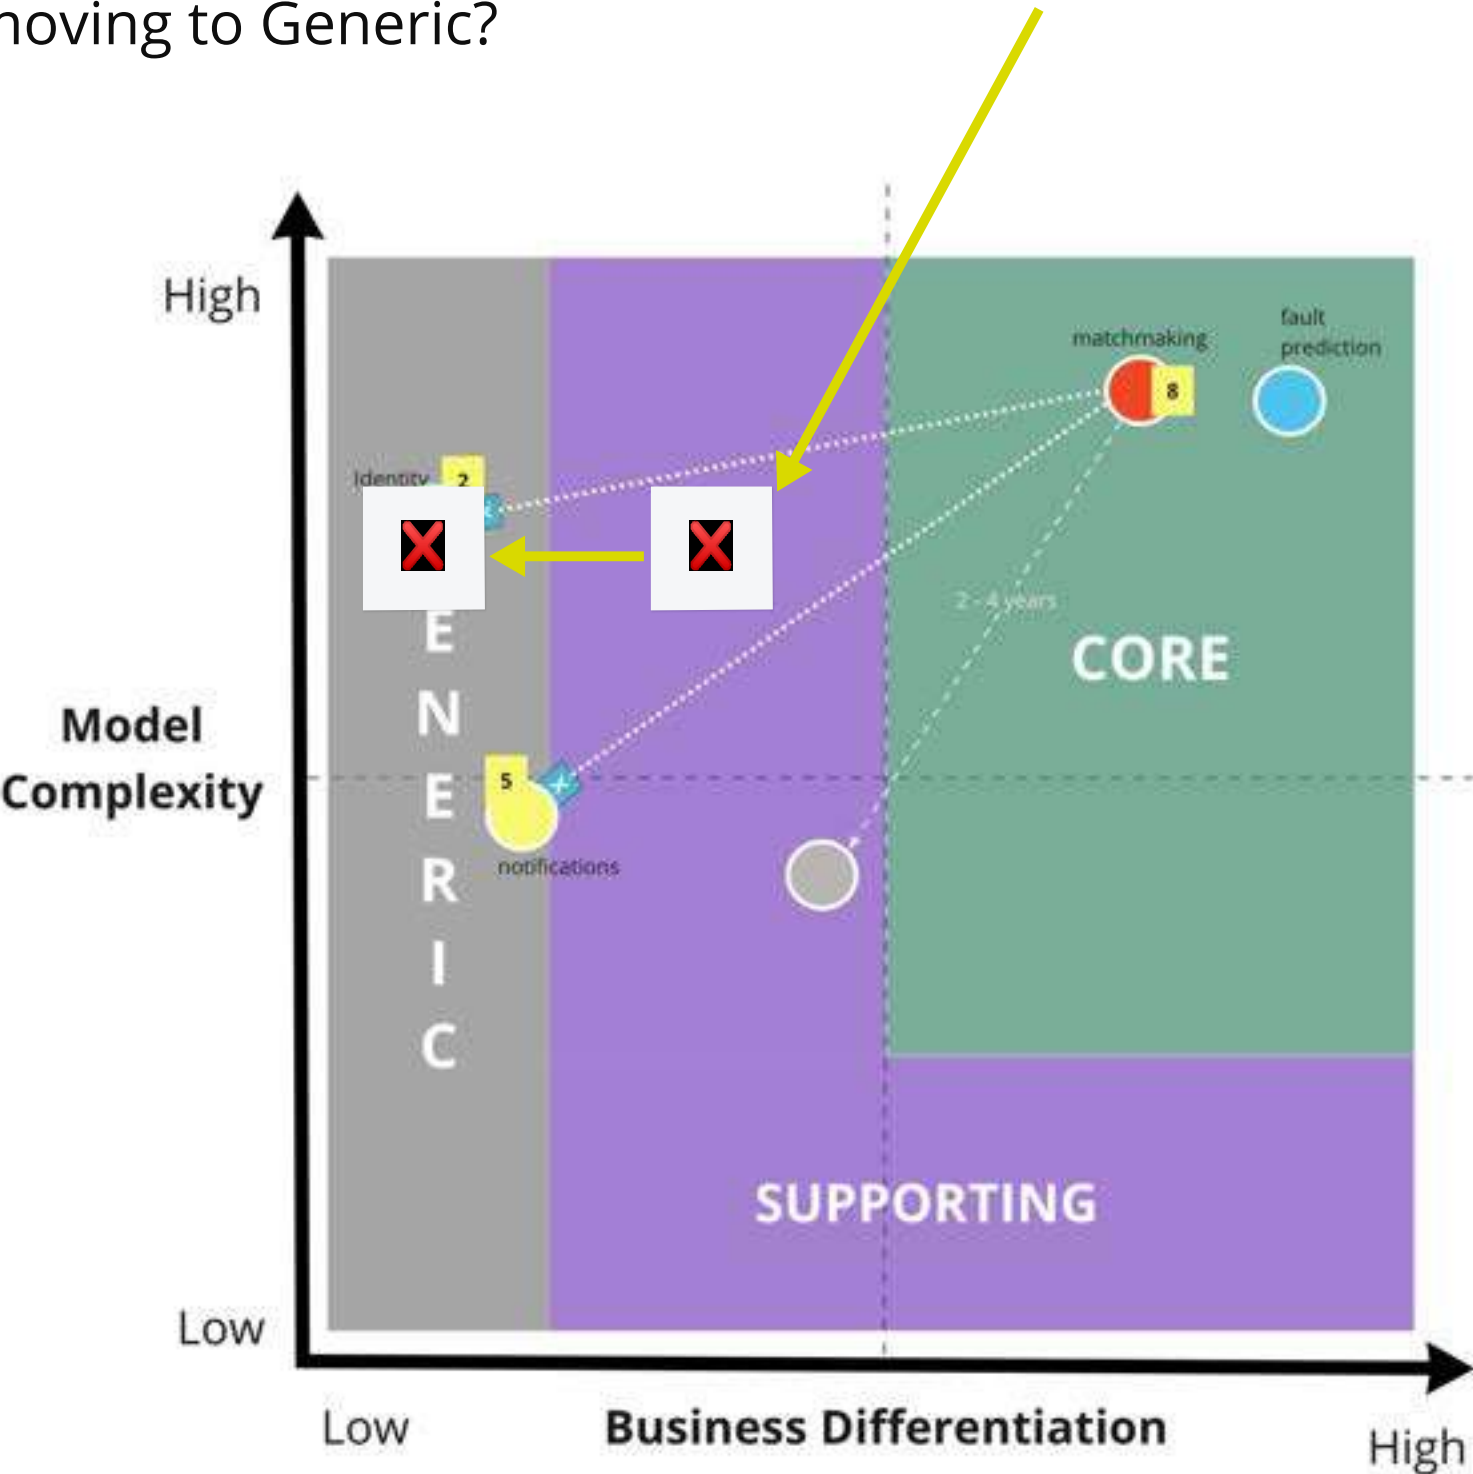 moving to Generic?
High
fault
prediction
matchmaking
8
Identity
2
2 - 4 years
CORE
E
N
E
R
I
C
Model
Complexity
5
notifications
SUPPORTING
Low
Low
Business Differentiation
High